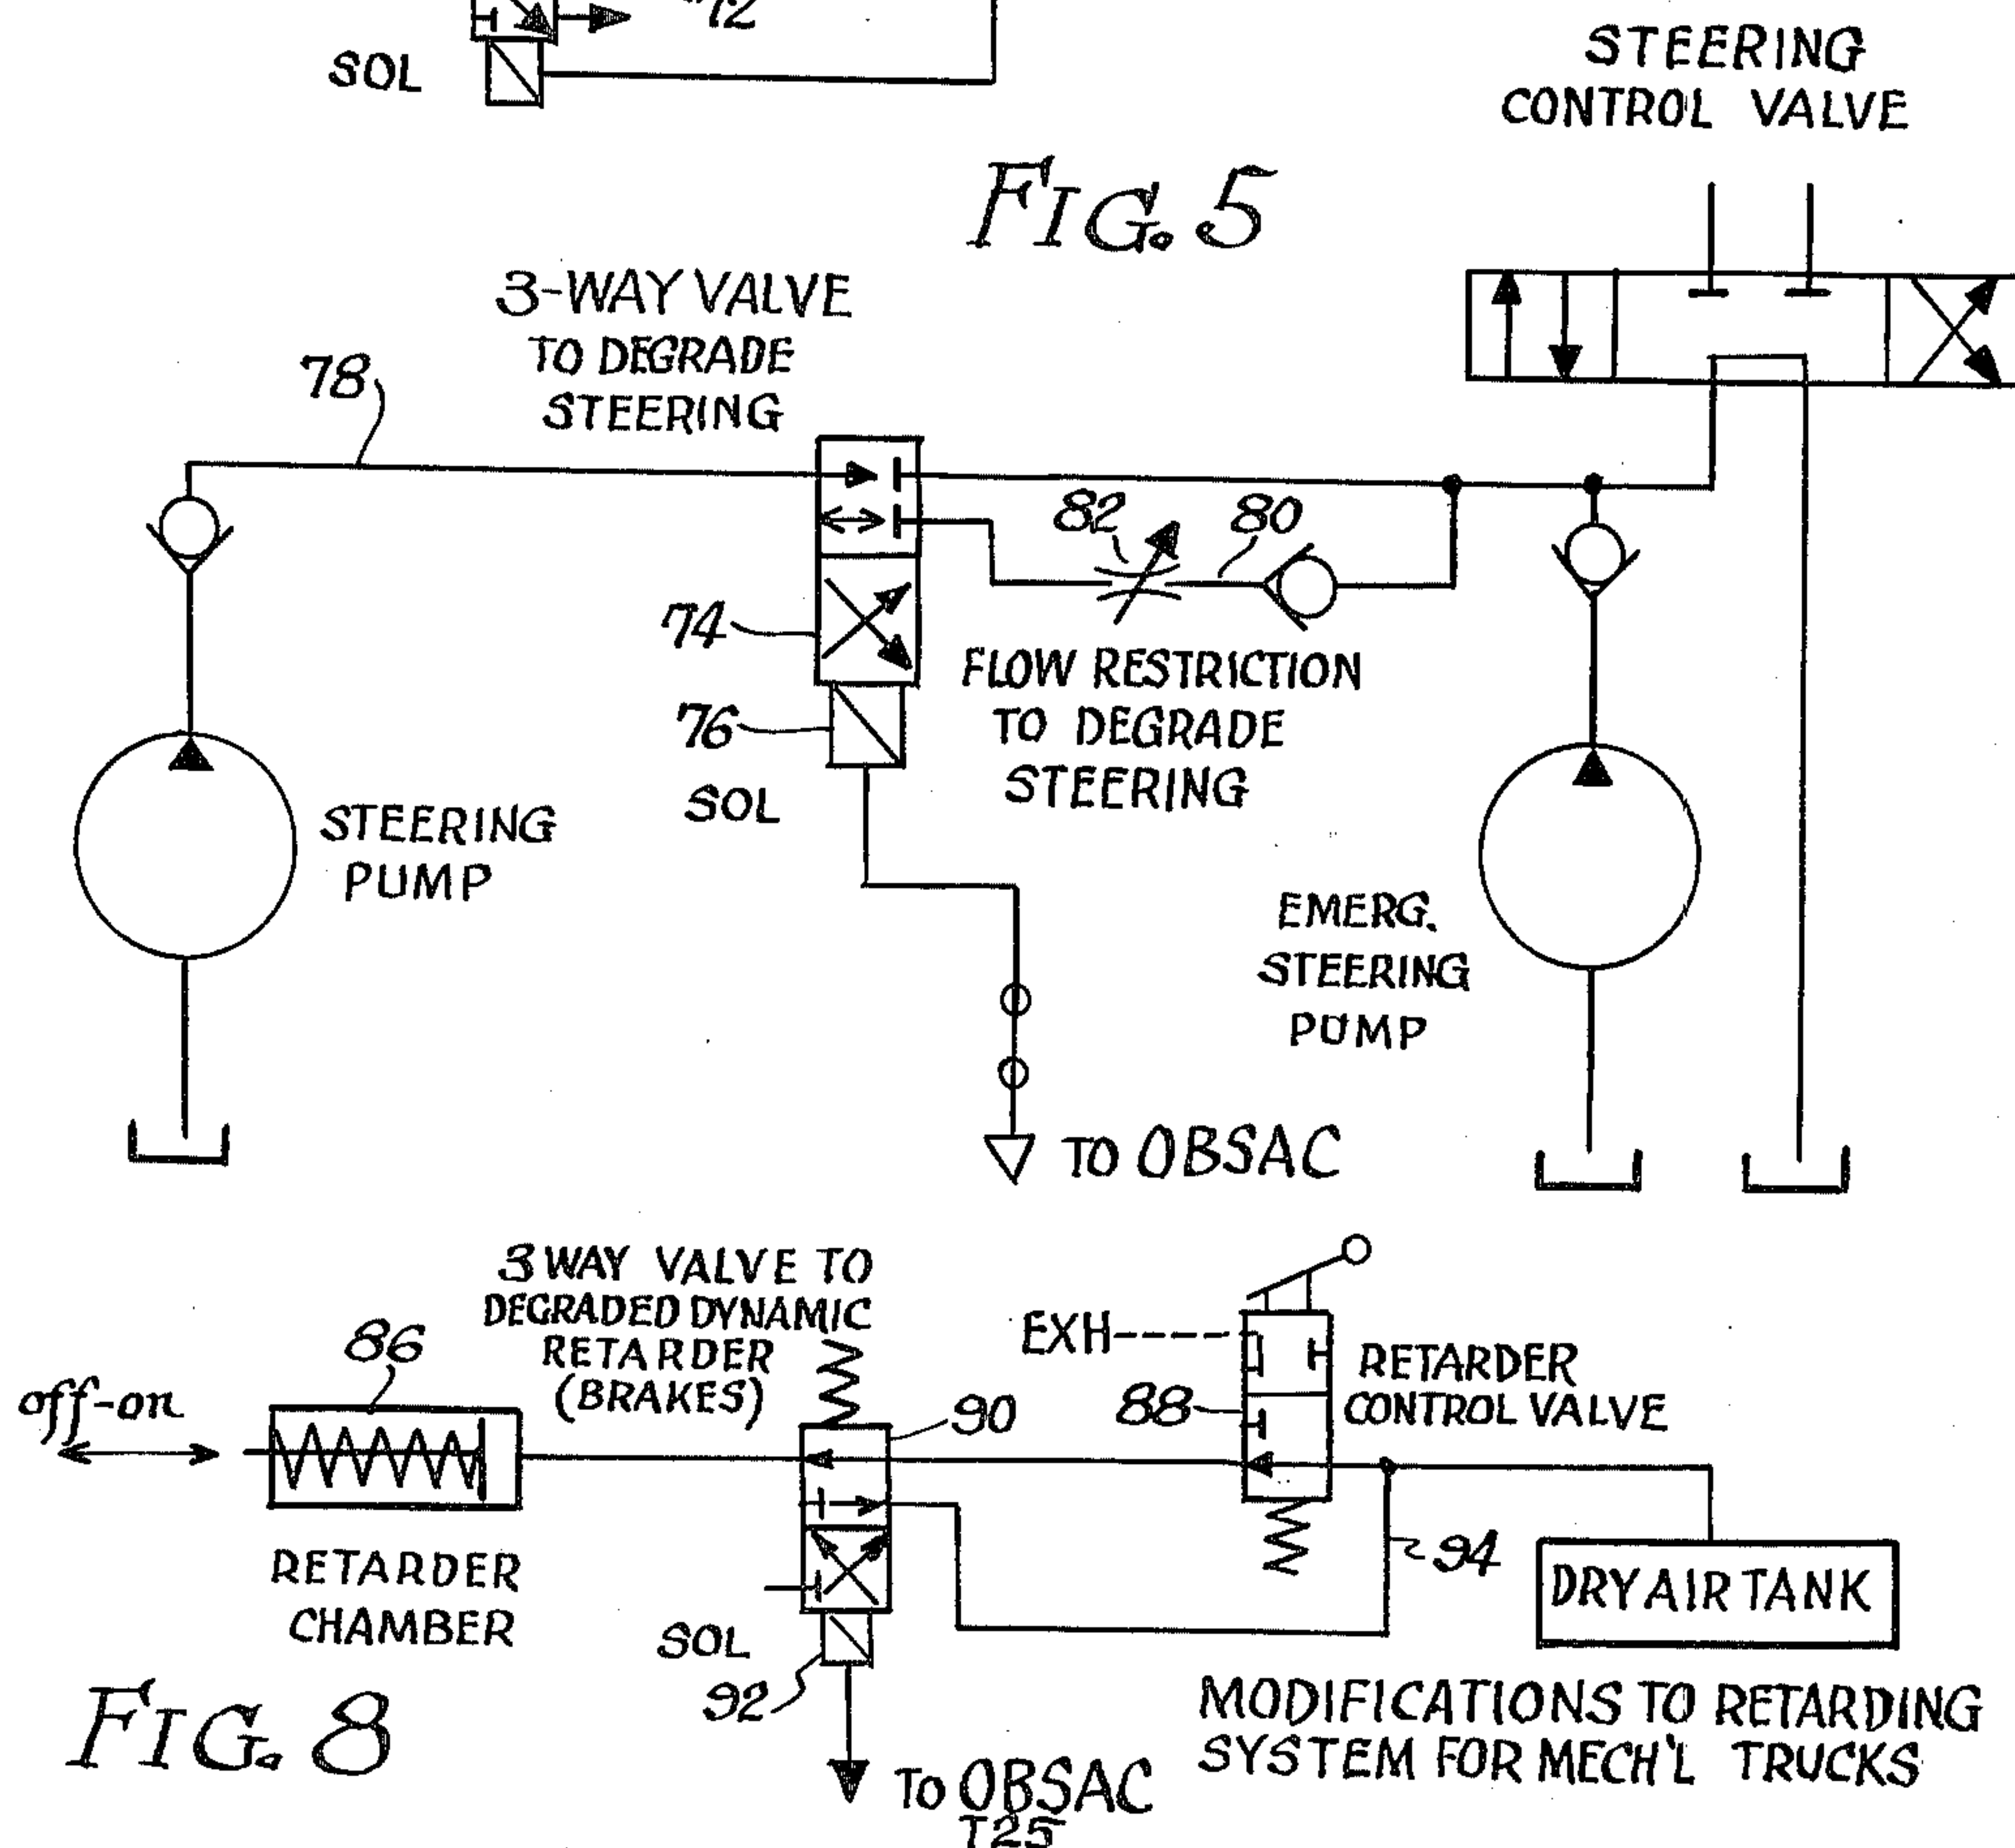 72
SOL
STEERING
CONTROL VALVE
FIG. 5
3-WAY VALVE
TO DEGRADE
STEERING
78
82
80
74
FLOW RESTRICTION
TO DEGRADE
STEERING
76
SOL
STEERING
PUMP
EMERG.
STEERING
PUMP
TO OBSAC
3 WAY VALVE TO
DEGRADED DYNAMIC
RETARDER
(BRAKES)
86
off-on
90
EXH
88
RETARDER
CONTROL VALVE
94
DRY AIR TANK
RETARDER
CHAMBER
SOL
92
FIG. 8
MODIFICATIONS TO RETARDING
SYSTEM FOR MECH'L TRUCKS
TO OBSAC
T25